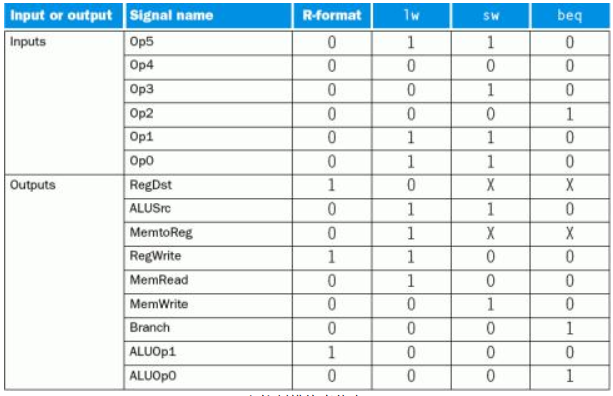 Input or output Signal name R-format lw sw beq
Inputs Op5 0 1 1 0
Op4 0 0 0 0
Op3 0 0 1 0
Op2 0 0 0 1
Op1 0 1 1 0
Op0 0 1 1 0
Outputs RegDst 1 0 X X
ALUSrc 0 1 1 0
MemtoReg 0 1 X X
RegWrite 1 1 0 0
MemRead 0 1 0 0
MemWrite 0 0 1 0
Branch 0 0 0 1
ALUOp1 1 0 0 0
ALUOp0 0 0 0 1